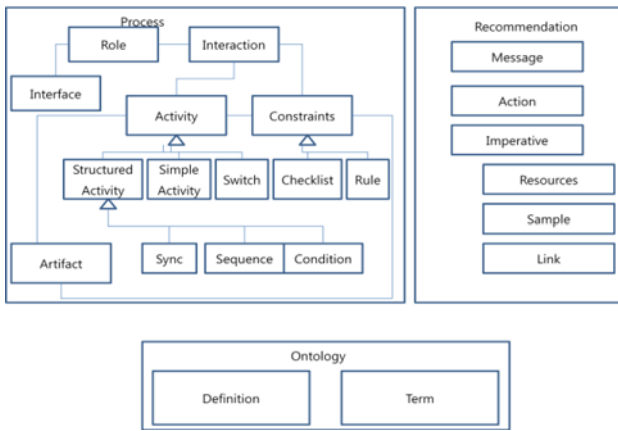 Process
Role
Interaction
Interface
Activity
Constraints
Structured
Activity
Simple
Activity
Switch
Checklist
Rule
Artifact
Sync
Sequence
Condition
Recommendation
Message
Action
Imperative
Resources
Sample
Link
Ontology
Definition
Term